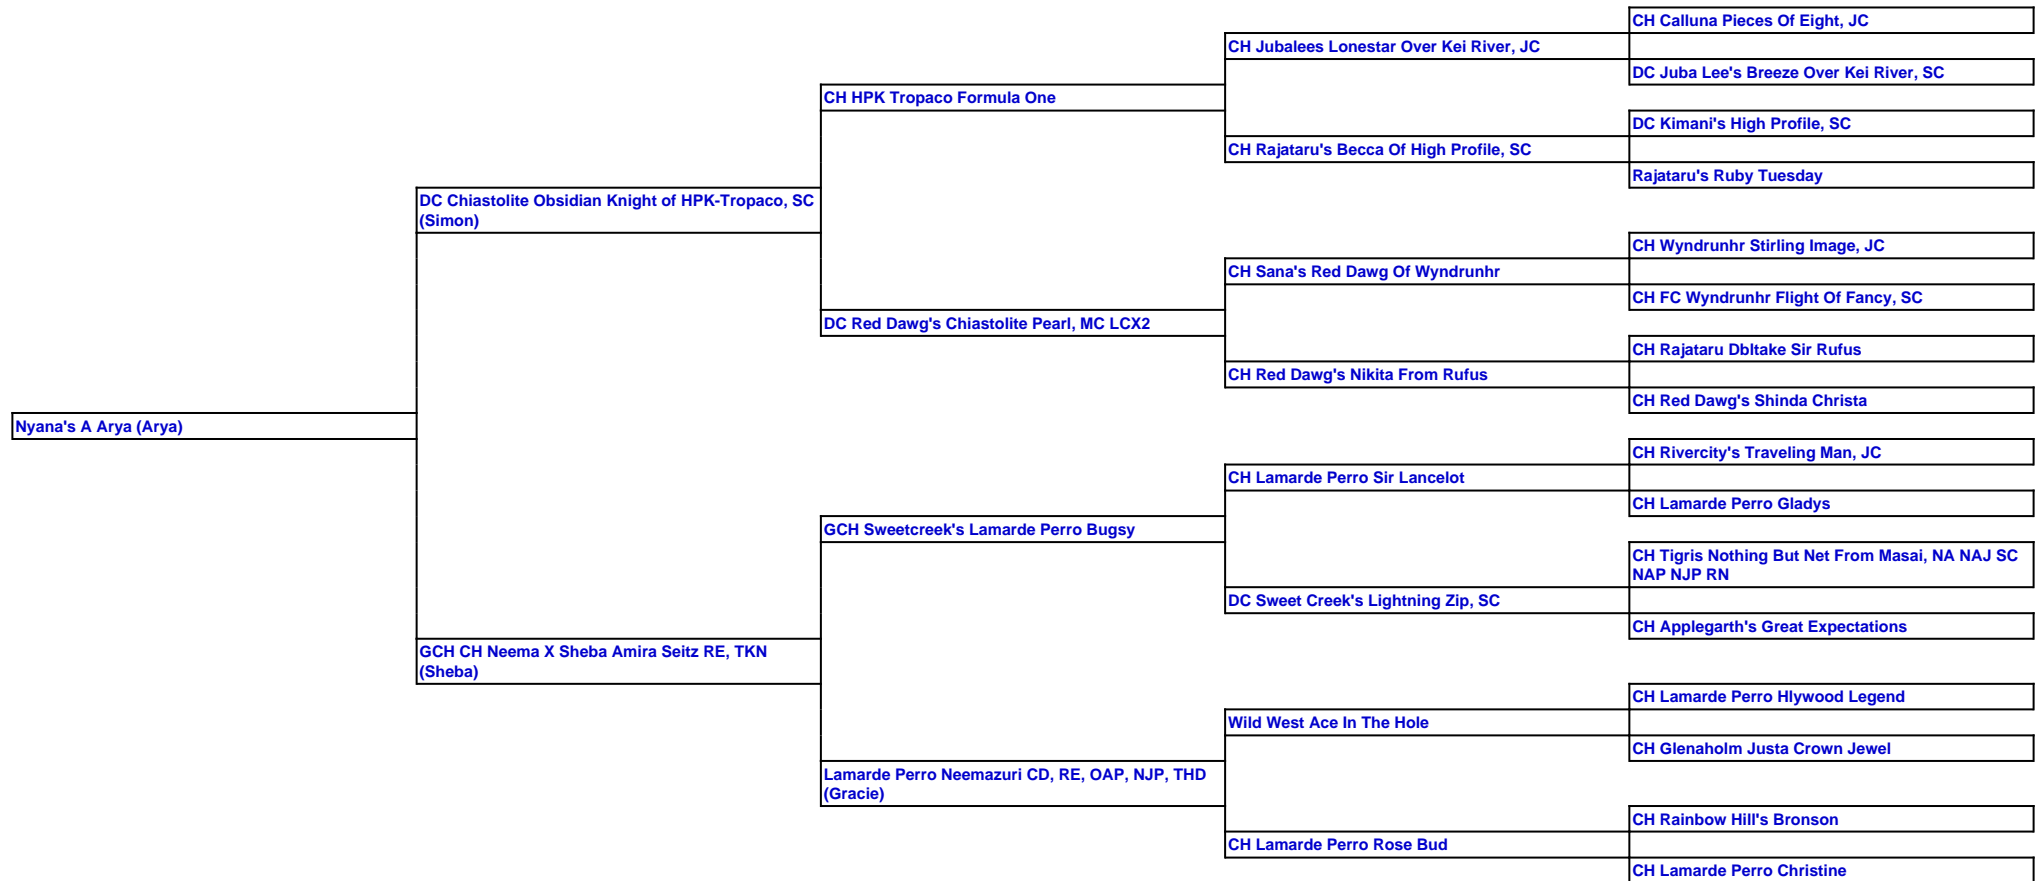 CH Calluna Pieces Of Eight, JC
CH Jubalees Lonestar Over Kei River, JC
DC Juba Lee's Breeze Over Kei River, SC
CH HPK Tropaco Formula One
DC Kimani's High Profile, SC
CH Rajataru's Becca Of High Profile, SC
Rajataru's Ruby Tuesday
DC Chiastolite Obsidian Knight of HPK-Tropaco, SC
(Simon)
CH Wyndrunhr Stirling Image, JC
CH Sana's Red Dawg Of Wyndrunhr
CH FC Wyndrunhr Flight Of Fancy, SC
DC Red Dawg's Chiastolite Pearl, MC LCX2
CH Rajataru Dbltake Sir Rufus
CH Red Dawg's Nikita From Rufus
CH Red Dawg's Shinda Christa
Nyana's A Arya (Arya)
CH Rivercity's Traveling Man, JC
CH Lamarde Perro Sir Lancelot
CH Lamarde Perro Gladys
GCH Sweetcreek's Lamarde Perro Bugsy
CH Tigris Nothing But Net From Masai, NA NAJ SC
NAP NJP RN
DC Sweet Creek's Lightning Zip, SC
CH Applegarth's Great Expectations
GCH CH Neema X Sheba Amira Seitz RE, TKN
(Sheba)
CH Lamarde Perro Hlywood Legend
Wild West Ace In The Hole
CH Glenaholm Justa Crown Jewel
Lamarde Perro Neemazuri CD, RE, OAP, NJP, THD
(Gracie)
CH Rainbow Hill's Bronson
CH Lamarde Perro Rose Bud
CH Lamarde Perro Christine